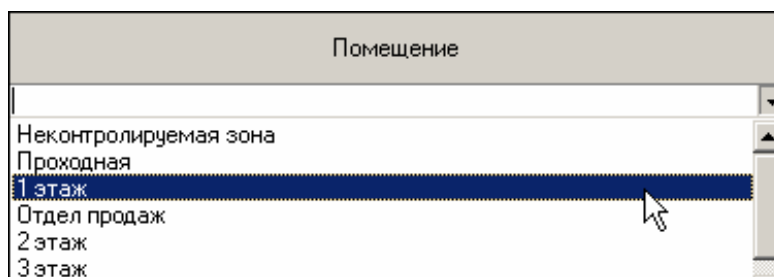 Помещение
Неконтролируемая зона
Проходная
1 этаж
Отдел продаж
2 этаж
3 этаж